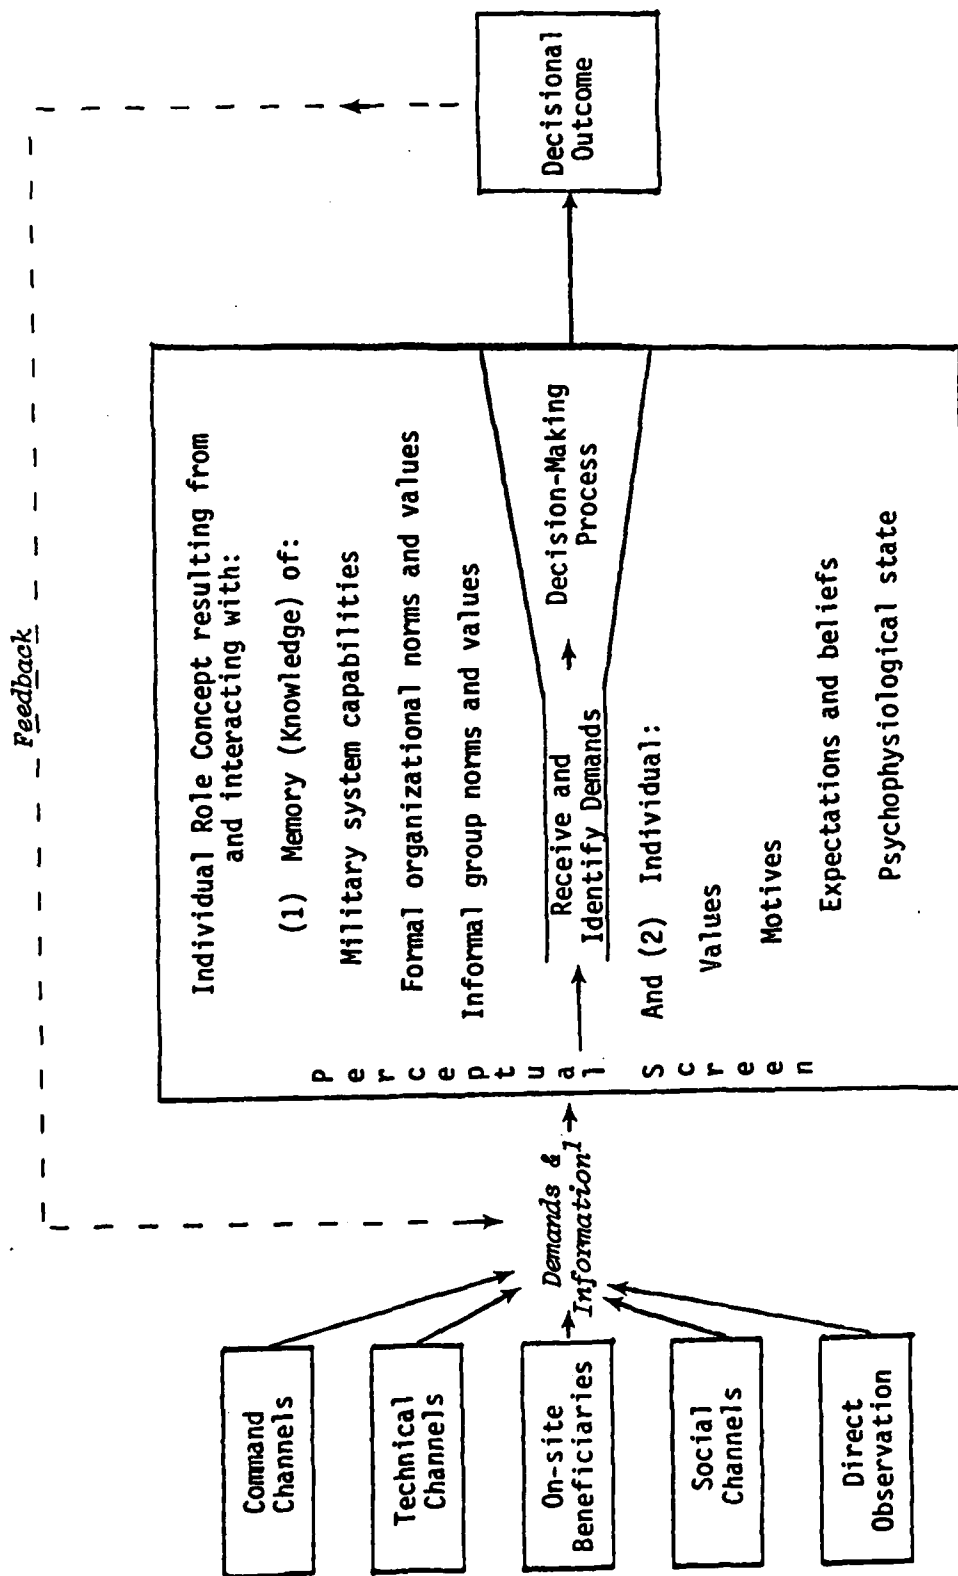 Feedback
Command
Channels
Technical
Channels
On-site
Beneficiaries
Social
Channels
Direct
Observation
Demands &
Information1
Perceptual Screen
Individual Role Concept resulting from
and interacting with:
(1) Memory (Knowledge) of:
Military system capabilities
Formal organizational norms and values
Informal group norms and values
Receive and
Identify Demands
Decision-Making
Process
And (2) Individual:
Values
Motives
Expectations and beliefs
Psychophysiological state
Decisional
Outcome